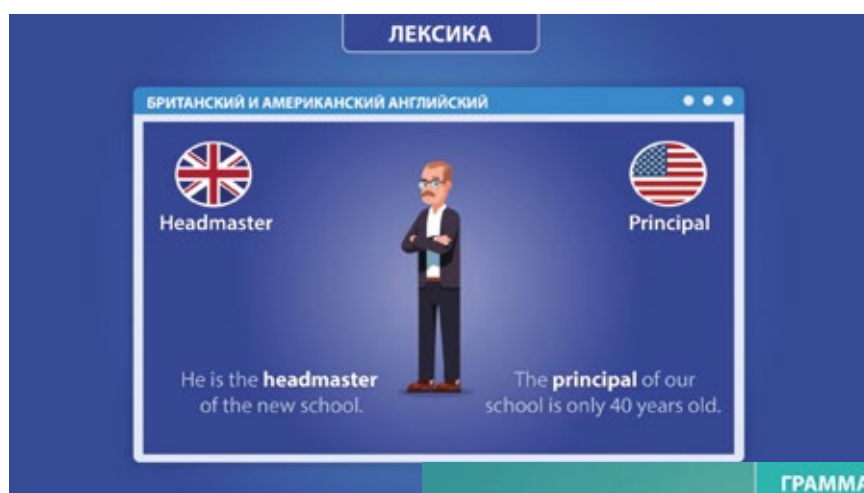 ЛЕКСИКА
БРИТАНСКИЙ И АМЕРИКАНСКИЙ АНГЛИЙСКИЙ
Headmaster
Principal
He is the headmaster
of the new school.
The principal of our
school is only 40 years old.
ГРАММА